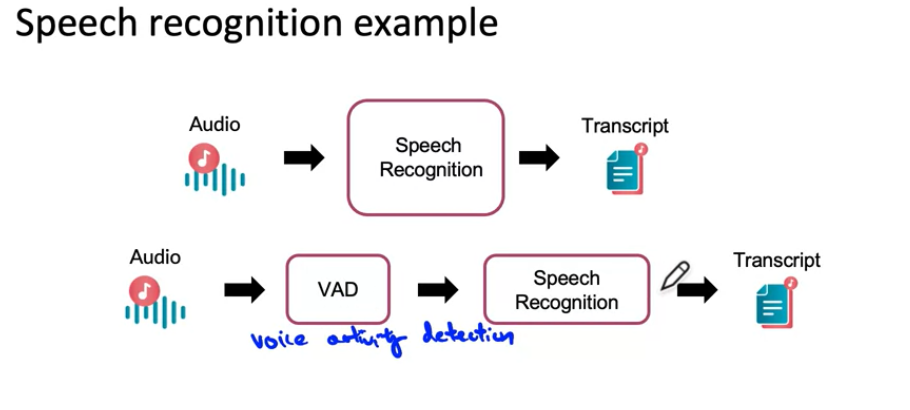 Speech recognition example
Audio
Speech
Recognition
Transcript
Audio
VAD
Speech
Recognition
Transcript
voice activity detection